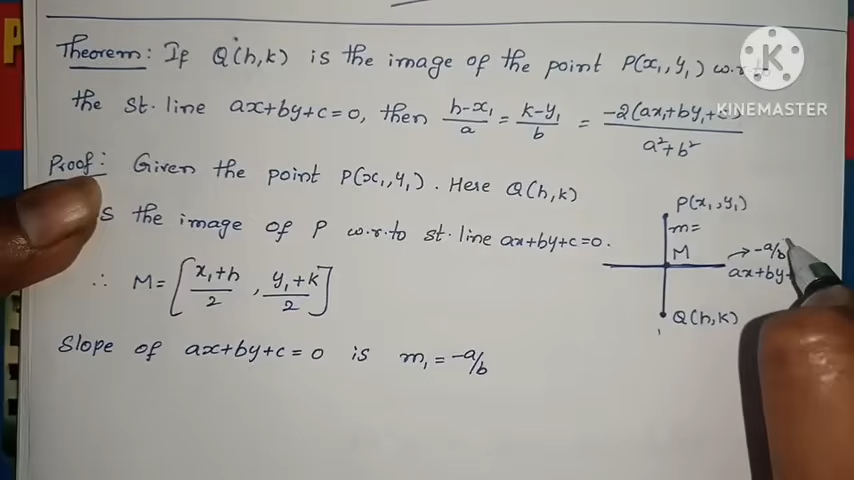 Theorem: If Q(h,k) is the image of the point P(x₁,y₁) w.r.to
the st. line ax+by+c=0, then (h-x₁)/a = (k-y₁)/b = -2(ax₁+by₁+c)/(a²+b²)
Proof: Given the point P(x₁,y₁). Here Q(h,k)
is the image of P w.r.to st. line ax+by+c=0.
∴ M = [(x₁+h)/2 , (y₁+k)/2]
Slope of ax+by+c=0 is m₁ = -a/b
P(x₁,y₁)
m=
M
→ -a/b
ax+by+
Q(h,k)
K
KINEMASTER